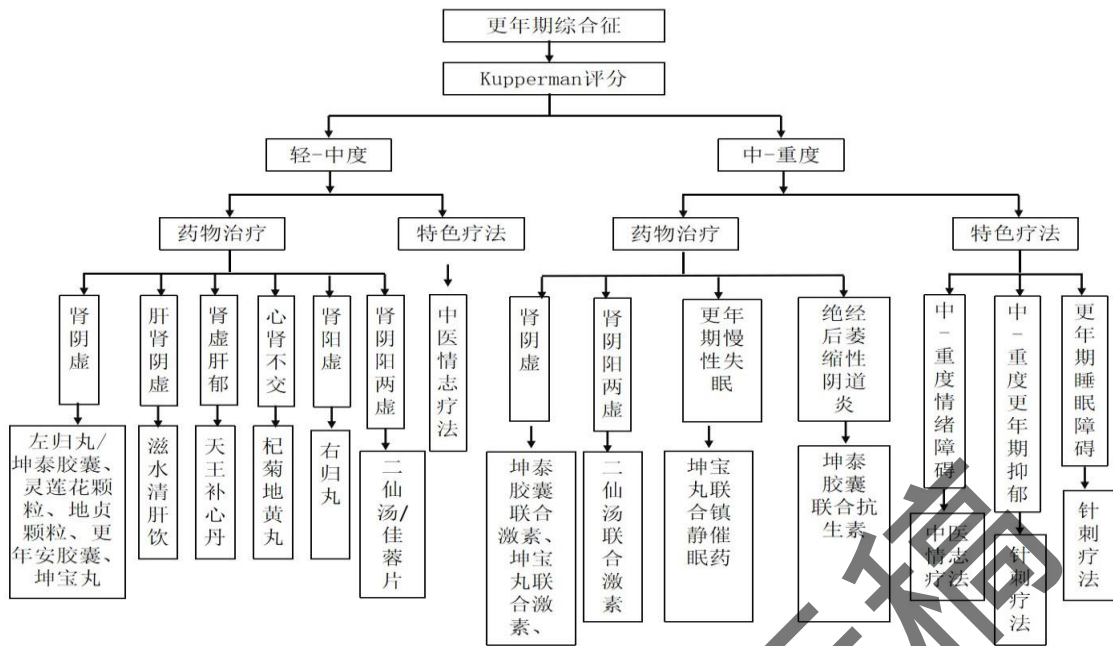 更年期综合征
Kupperman评分
轻-中度
中-重度
药物治疗
特色疗法
药物治疗
特色疗法
肾阴虚
肝肾阴虚
肾虚肝郁
心肾不交
肾阳虚
肾阴阳两虚
中医情志疗法
肾阴虚
肾阴阳两虚
更年
期慢
性失
眠
绝经
后萎
缩性
阴道
炎
中-重度情绪障碍
中-重度更年期抑郁
更年期睡眠障碍
左归丸/
坤泰胶囊、
灵莲花颗
粒、地贞
颗粒、更
年安胶囊、
坤宝丸
滋水清肝饮
天王补心丹
杞菊地黄丸
右归丸
二仙汤/佳蓉片
坤泰
胶囊
联合
激素、
坤宝
丸联
合激
素、
二仙汤联合激素
坤宝
丸联
合镇
静催
眠药
坤泰
胶囊
联合抗
生素
中医
情志
疗法
针刺疗法
针刺疗法
稿